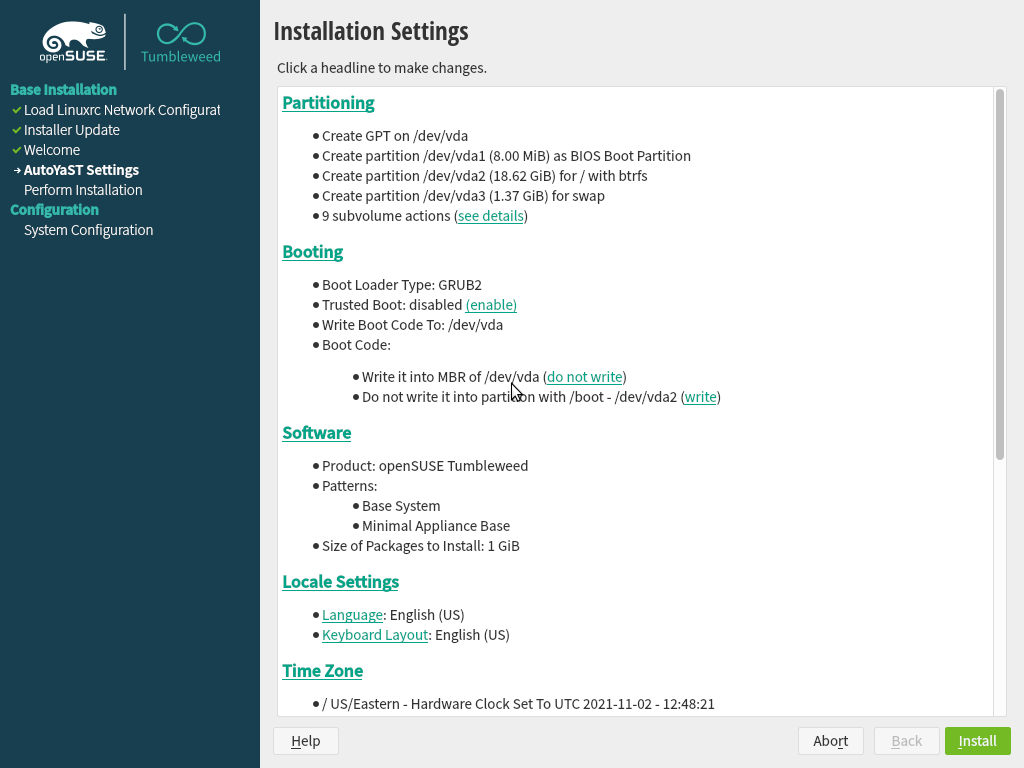 openSUSE.
Tumbleweed
Base Installation
Load Linuxrc Network Configurat
Installer Update
Welcome
AutoYaST Settings
Perform Installation
Configuration
System Configuration
Installation Settings
Click a headline to make changes.
Partitioning
Create GPT on /dev/vda
Create partition /dev/vda1 (8.00 MiB) as BIOS Boot Partition
Create partition /dev/vda2 (18.62 GiB) for / with btrfs
Create partition /dev/vda3 (1.37 GiB) for swap
9 subvolume actions (see details)
Booting
Boot Loader Type: GRUB2
Trusted Boot: disabled (enable)
Write Boot Code To: /dev/vda
Boot Code:
Write it into MBR of /dev/vda (do not write)
Do not write it into partition with /boot - /dev/vda2 (write)
Software
Product: openSUSE Tumbleweed
Patterns:
Base System
Minimal Appliance Base
Size of Packages to Install: 1 GiB
Locale Settings
Language: English (US)
Keyboard Layout: English (US)
Time Zone
/ US/Eastern - Hardware Clock Set To UTC 2021-11-02 - 12:48:21
Help
Abort
Back
Install